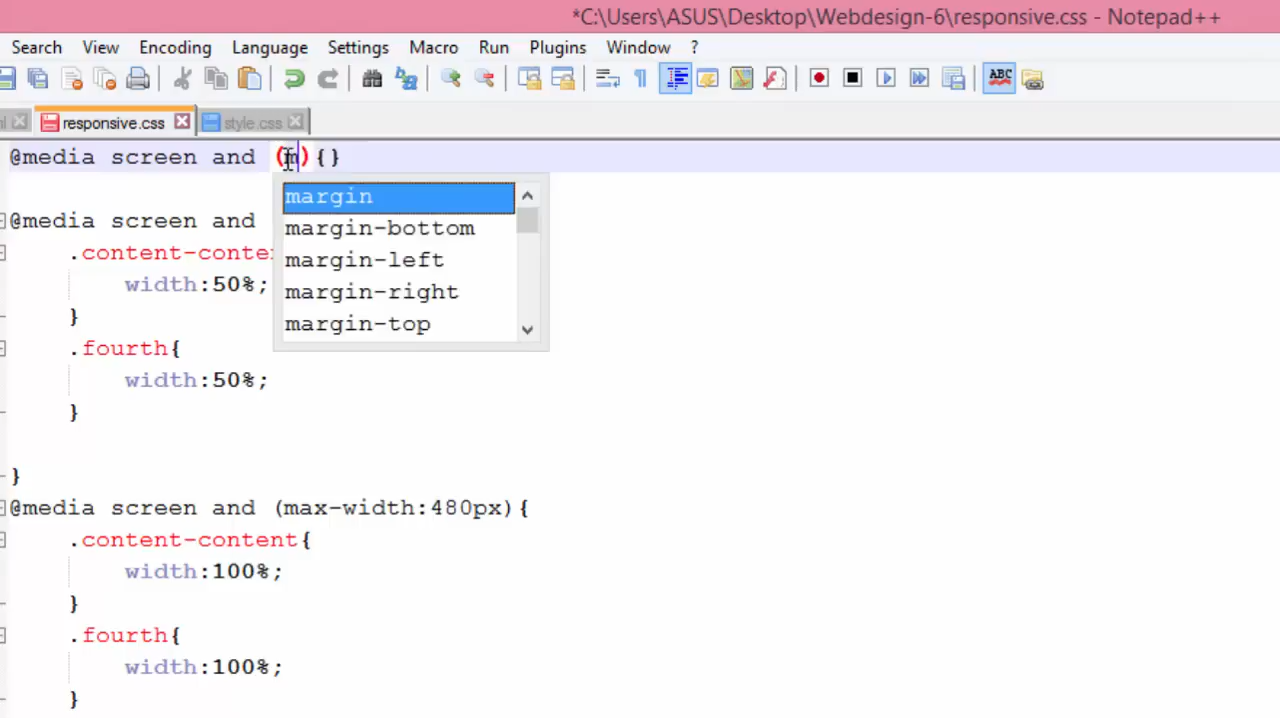 *C:\Users\ASUS\Desktop\Webdesign-6\responsive.css - Notepad++
Search View Encoding Language Settings Macro Run Plugins Window ?
ABC
responsive.css style.css
@media screen and (m){}
margin
margin-bottom
margin-left
margin-right
margin-top
@media screen and
.content-conte
width:50%;
}
.fourth{
width:50%;
}
}
@media screen and (max-width:480px){
.content-content{
width:100%;
}
.fourth{
width:100%;
}